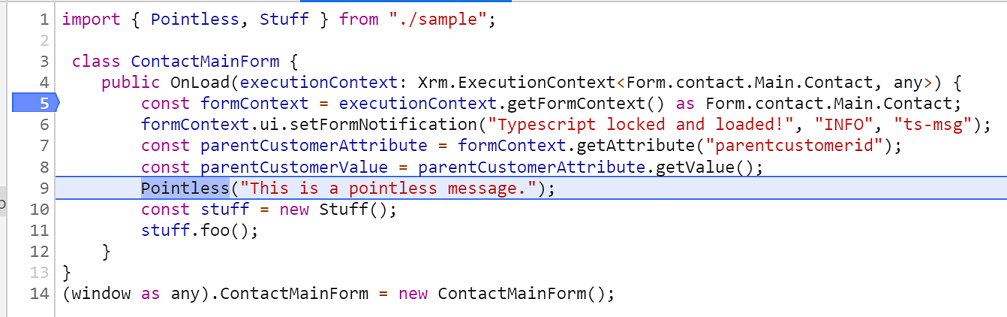 1 import { Pointless, Stuff } from "./sample";
2
3 class ContactMainForm {
4 public OnLoad(executionContext: Xrm.ExecutionContext<Form.contact.Main.Contact, any>) {
5 const formContext = executionContext.getFormContext() as Form.contact.Main.Contact;
6 formContext.ui.setFormNotification("Typescript locked and loaded!", "INFO", "ts-msg");
7 const parentCustomerAttribute = formContext.getAttribute("parentcustomerid");
8 const parentCustomerValue = parentCustomerAttribute.getValue();
9 Pointless("This is a pointless message.");
10 const stuff = new Stuff();
11 stuff.foo();
12 }
13 }
14 (window as any).ContactMainForm = new ContactMainForm();